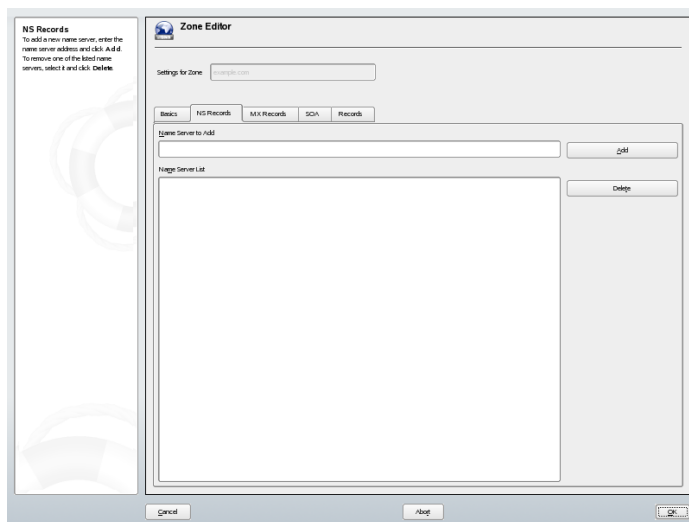 NS Records
To add a new name server, enter the
name server address and click Add.
To remove one of the listed name
servers, select it and click Delete.
Zone Editor
Settings for Zone
example.com
Basics
NS Records
MX Records
SOA
Records
Name Server to Add
Add
Name Server List
Delete
Cancel
Abort
OK